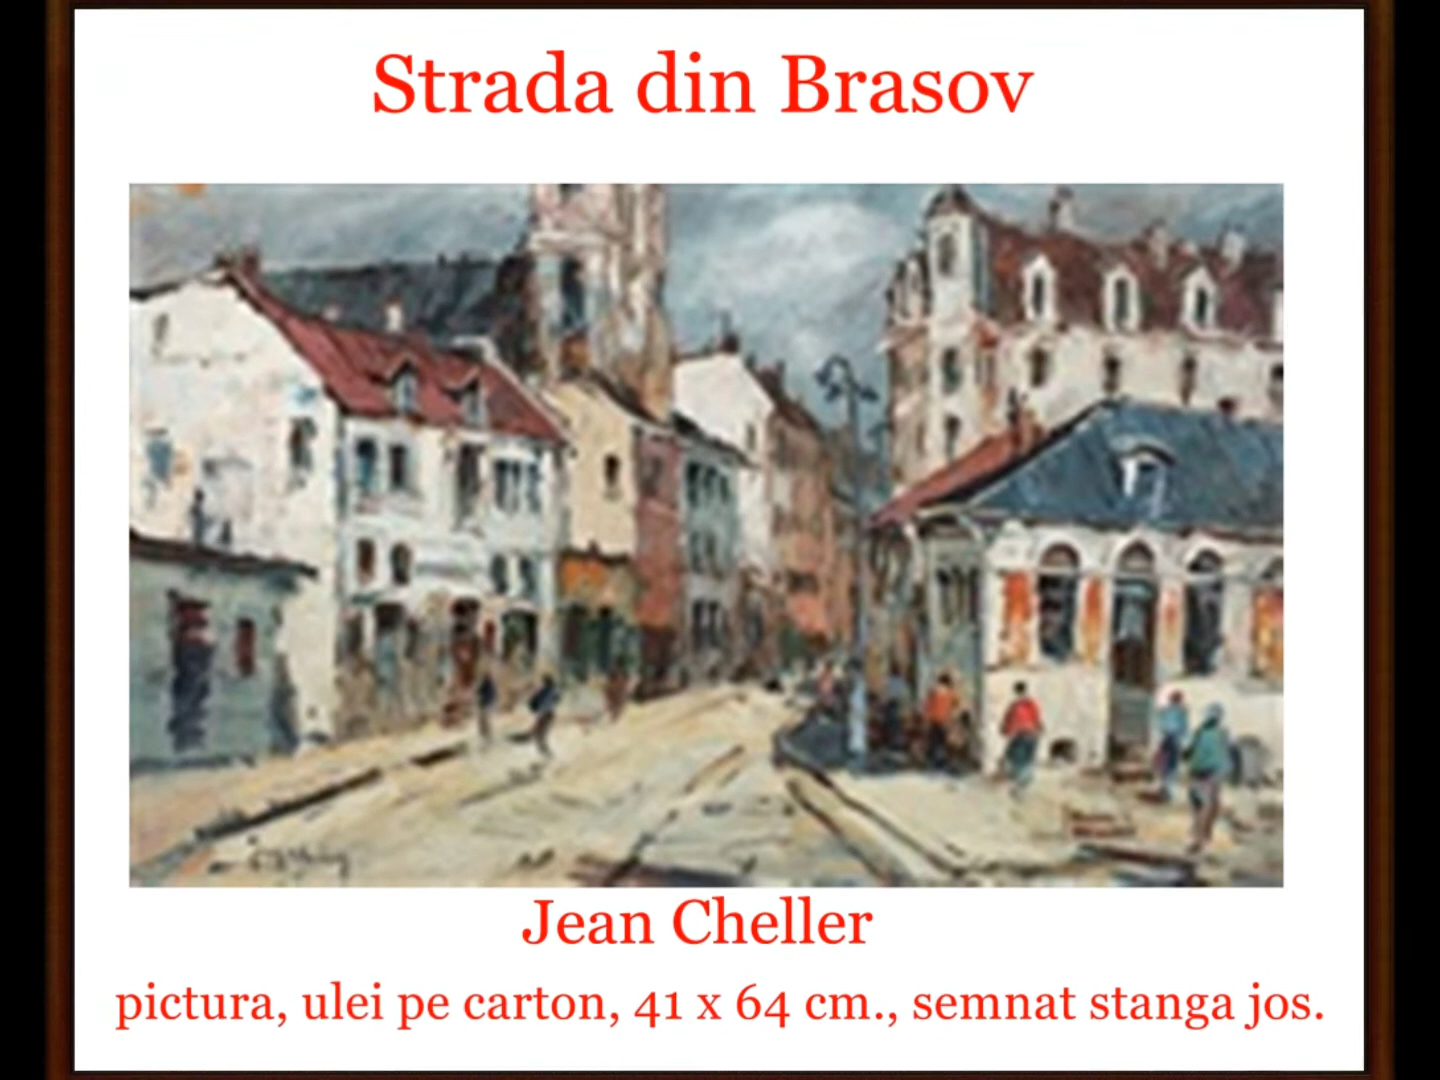 Strada din Brasov
Jean Cheller
pictura, ulei pe carton, 41 x 64 cm., semnat stanga jos.